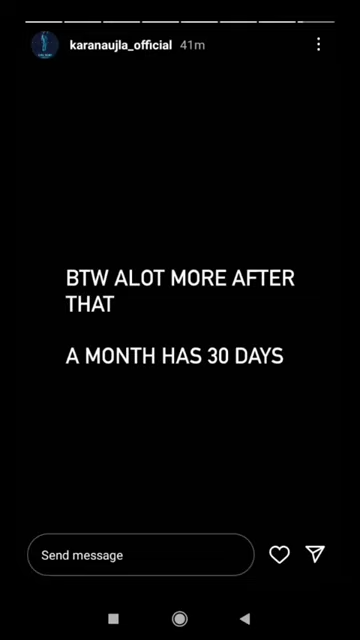 karanaujla_official 41m
BTW ALOT MORE AFTER
THAT
A MONTH HAS 30 DAYS
Send message